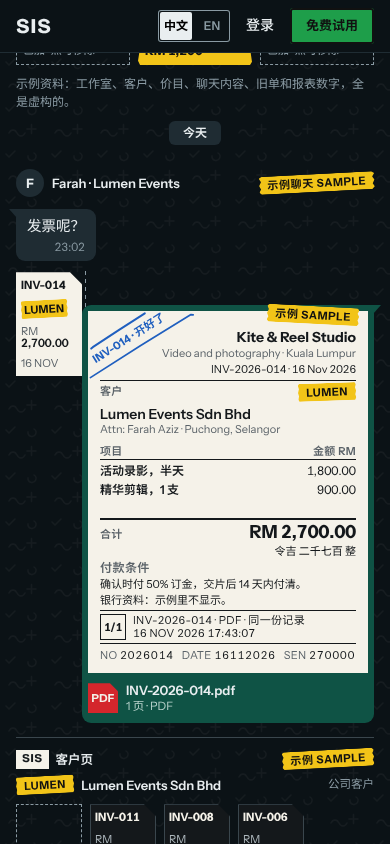 SIS
中文 EN
登录
免费试用
示例资料：工作室、客户、价目、聊天内容、旧单和报表数字，全
是虚构的。
今天
F Farah · Lumen Events
示例聊天 SAMPLE
发票呢？
23:02
INV-014
LUMEN
RM
2,700.00
16 NOV
INV-014 · 开好了
示例 SAMPLE
Kite & Reel Studio
Video and photography · Kuala Lumpur
INV-2026-014 · 16 Nov 2026
客户
LUMEN
Lumen Events Sdn Bhd
Attn: Farah Aziz · Puchong, Selangor
项目 金额 RM
活动录影，半天 1,800.00
精华剪辑，1 支 900.00
合计 RM 2,700.00
令吉 二千七百 整
付款条件
确认时付 50% 订金，交片后 14 天内付清。
银行资料：示例里不显示。
1/1
INV-2026-014 · PDF · 同一份记录
16 NOV 2026 17:43:07
NO 2026014 DATE 16112026 SEN 270000
PDF
INV-2026-014.pdf
1 页 · PDF
SIS 客户页
示例 SAMPLE
LUMEN Lumen Events Sdn Bhd
公司客户
INV-011 INV-008 INV-006
RM RM RM